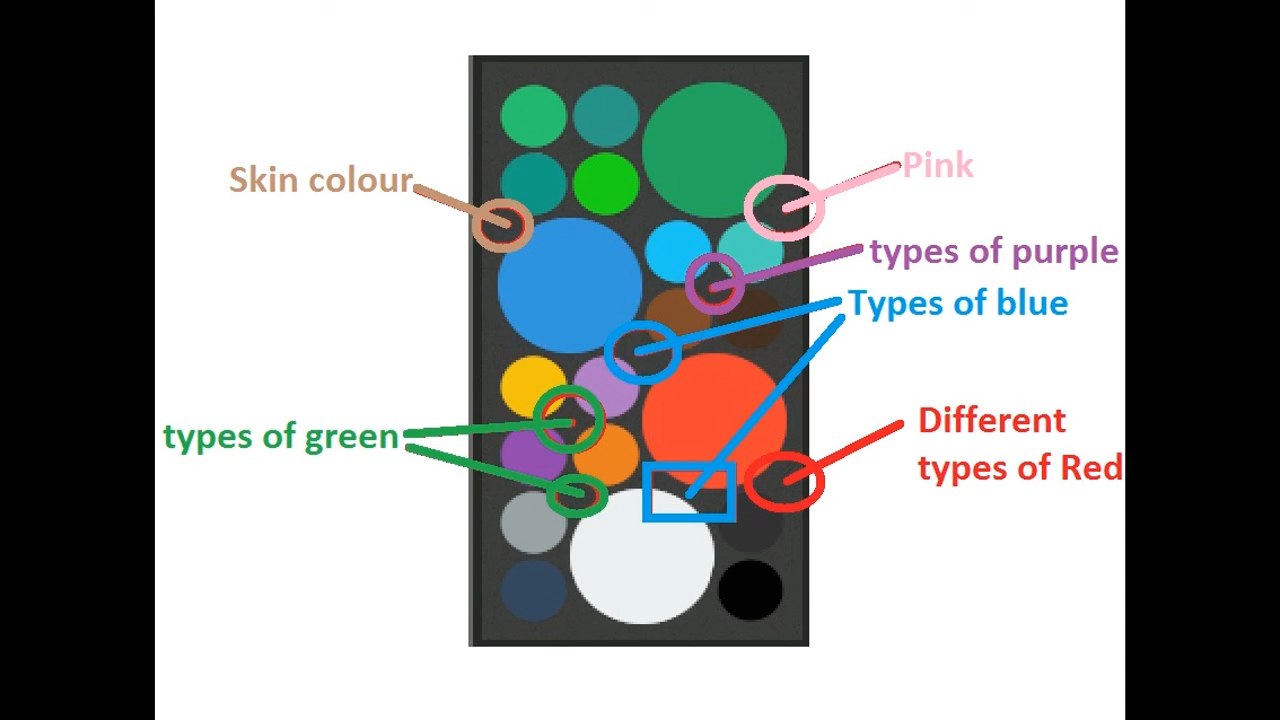 Skin colour
Pink
types of purple
Types of blue
types of green
Different
types of Red